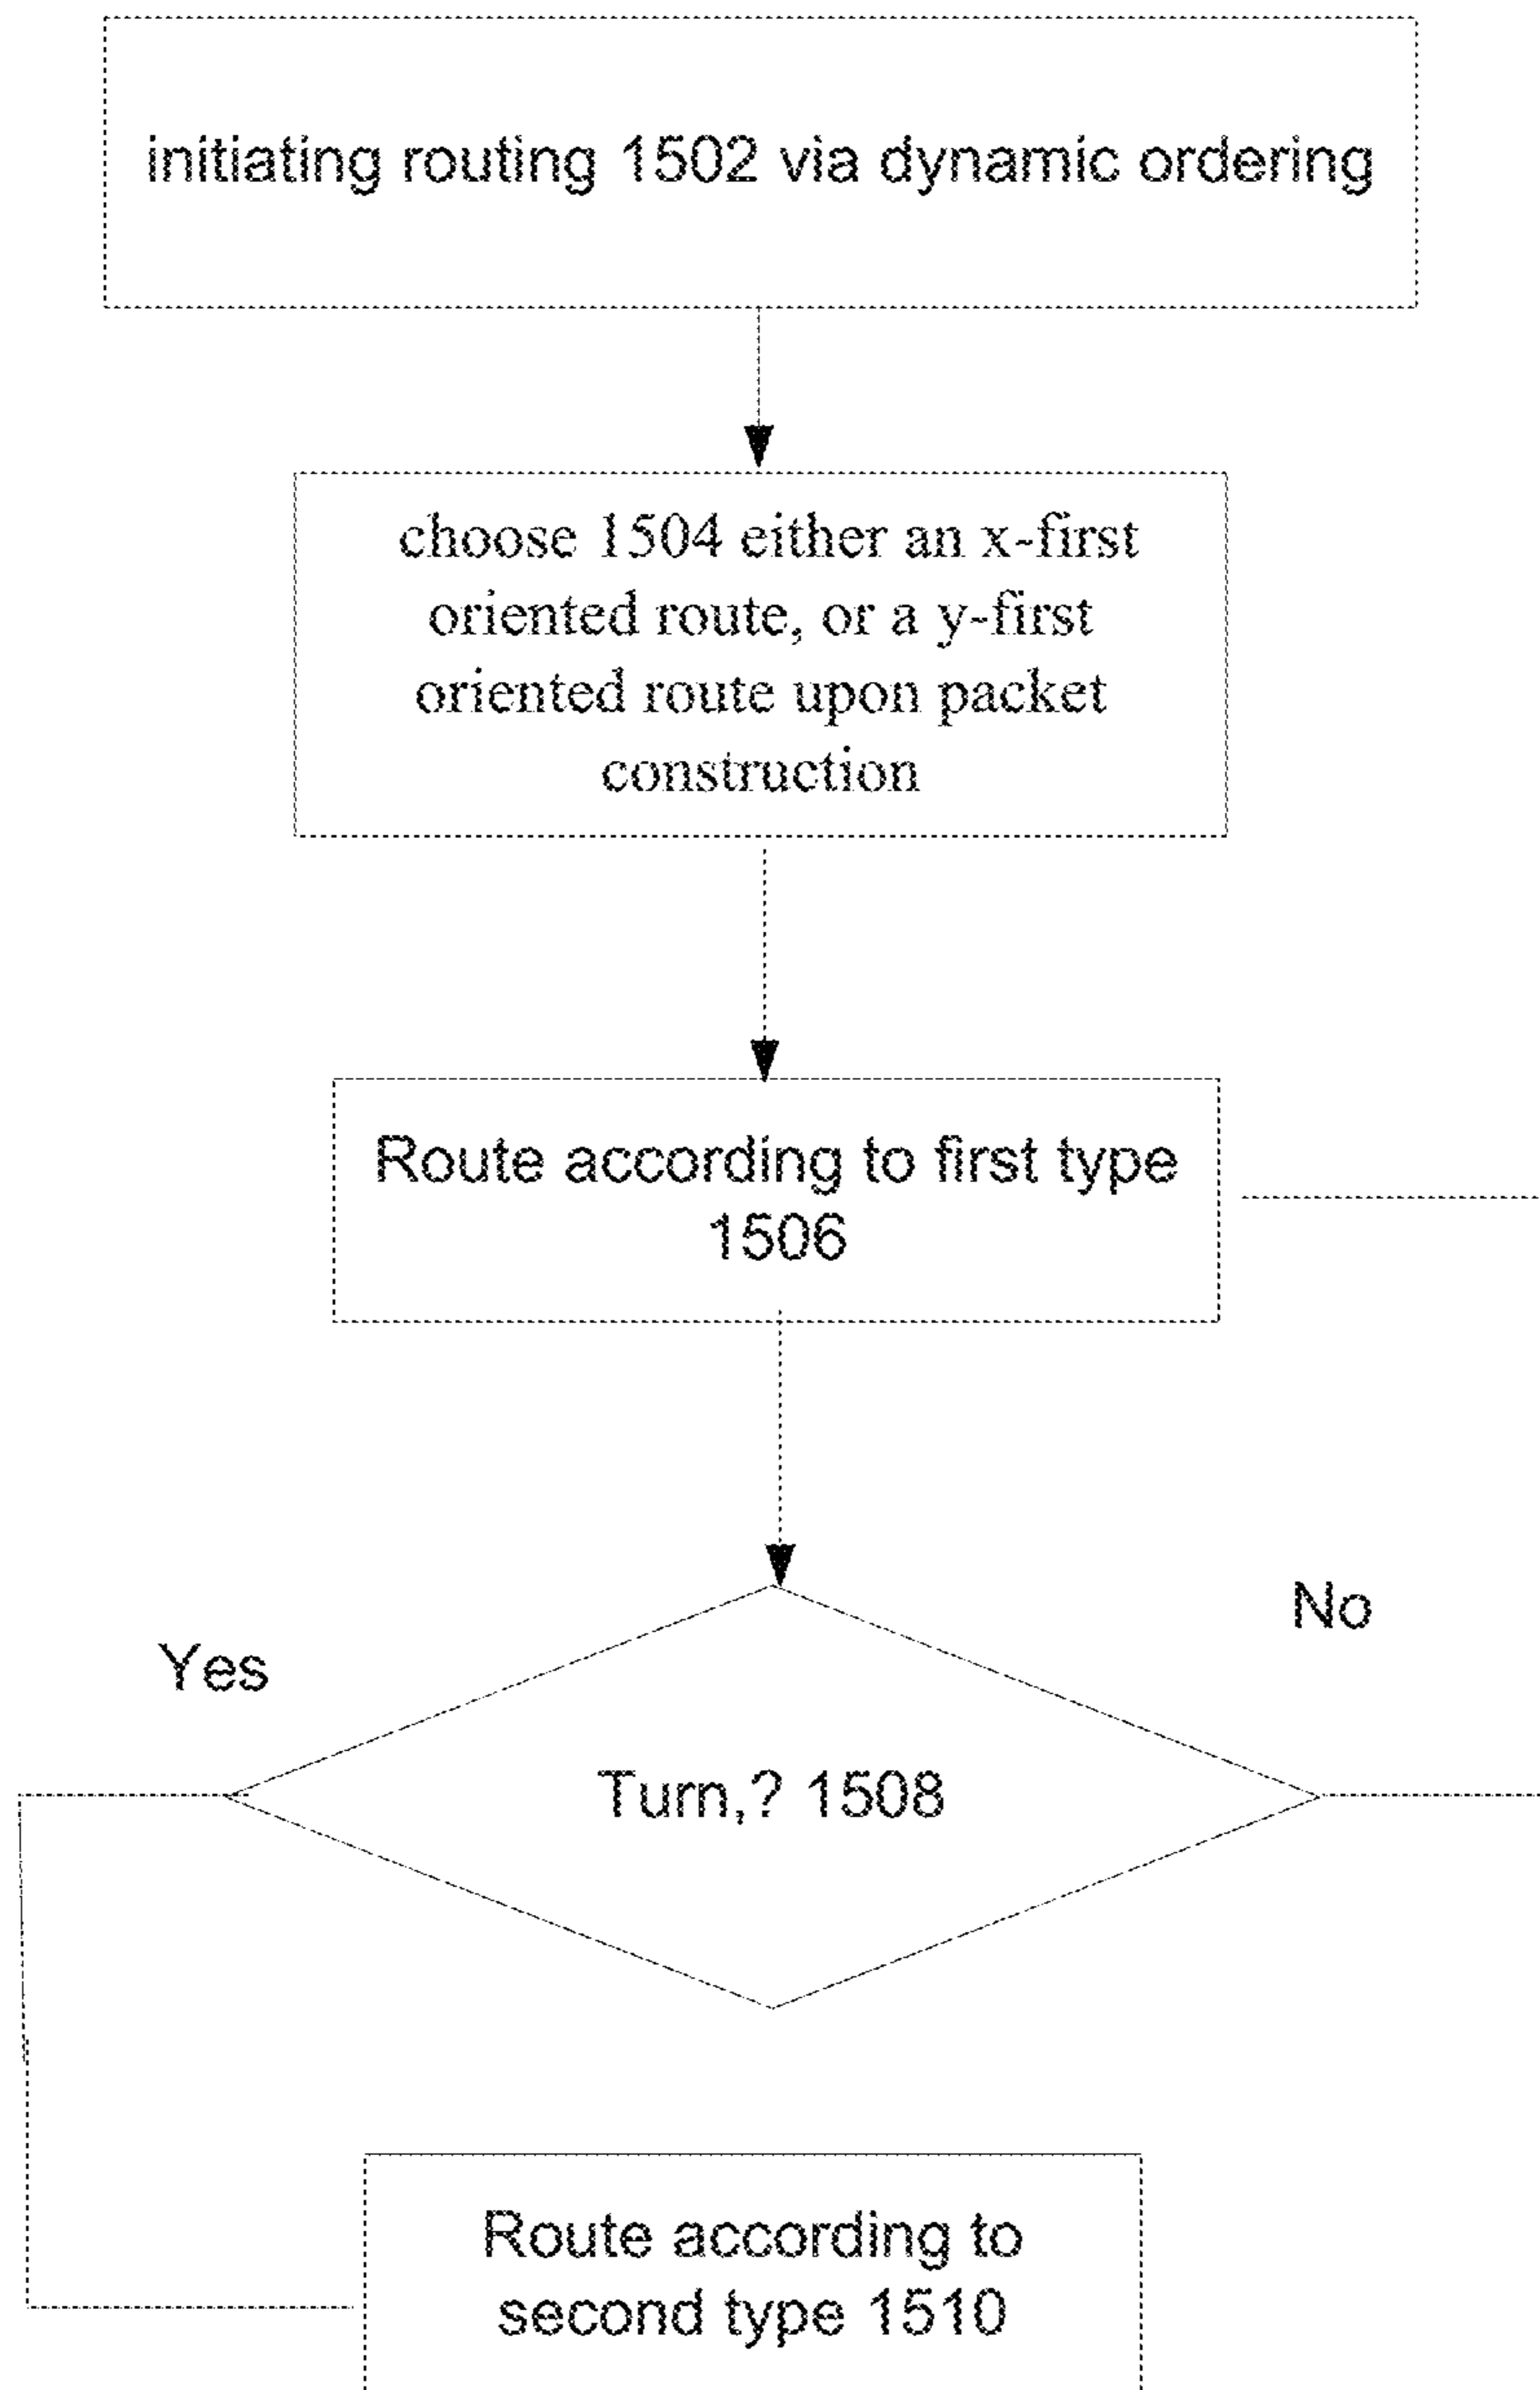 initiating routing 1502 via dynamic ordering
choose 1504 either an x-first
oriented route, or a y-first
oriented route upon packet
construction
Route according to first type
1506
No
Yes
Turn,? 1508
Route according to
second type 1510